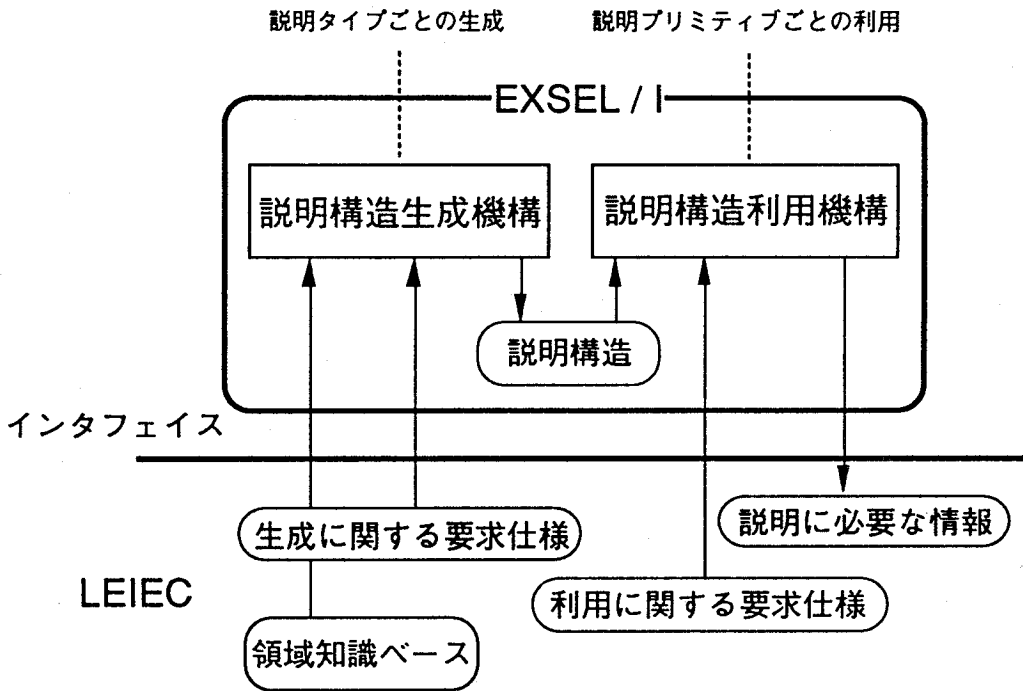 説明タイプごとの生成
説明プリミティブごとの利用
EXSEL / I
説明構造生成機構
説明構造利用機構
説明構造
インタフェイス
生成に関する要求仕様
説明に必要な情報
LEIEC
利用に関する要求仕様
領域知識ベース